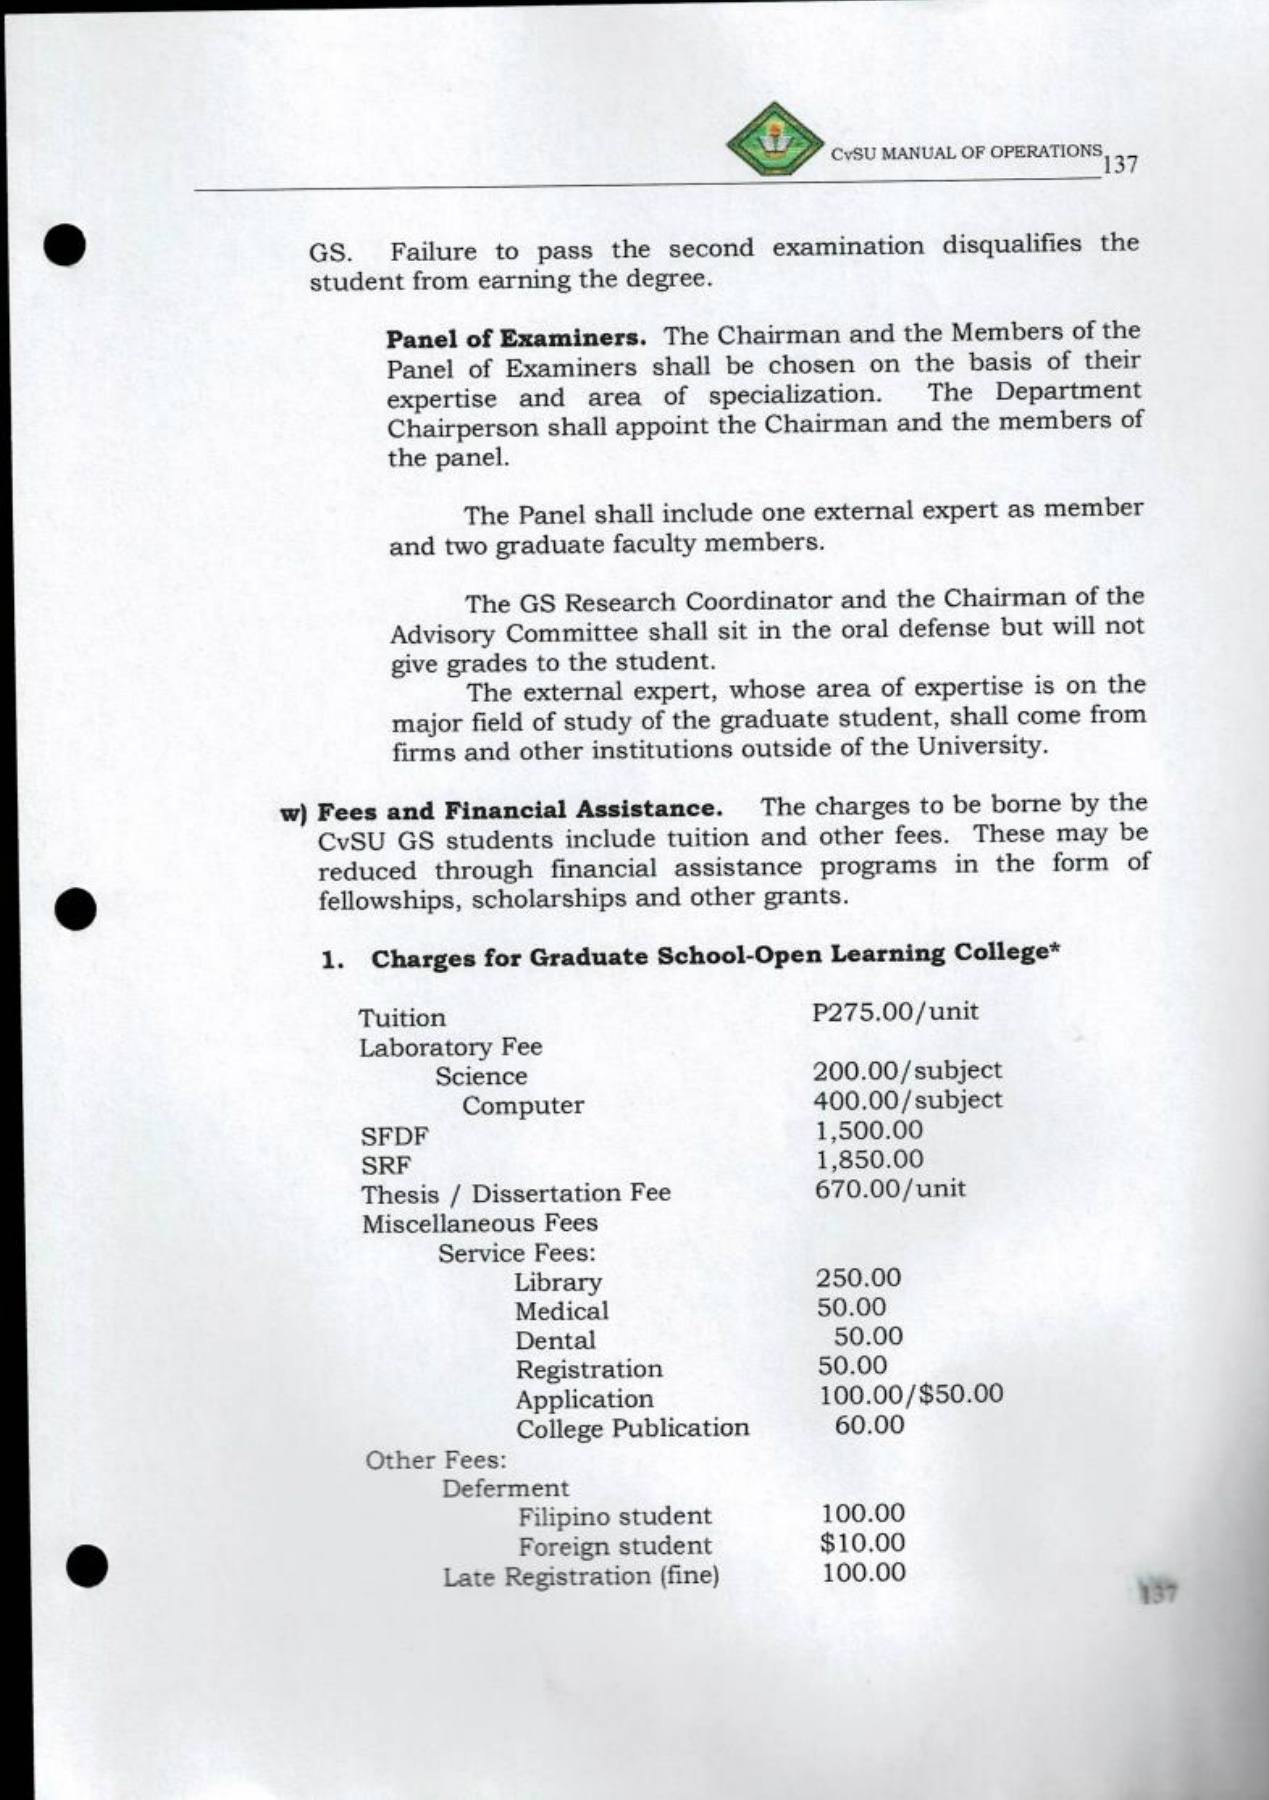 CvSU MANUAL OF OPERATIONS 137
GS. Failure to pass the second examination disqualifies the
student from earning the degree.
Panel of Examiners. The Chairman and the Members of the
Panel of Examiners shall be chosen on the basis of their
expertise and area of specialization. The Department
Chairperson shall appoint the Chairman and the members of
the panel.
The Panel shall include one external expert as member
and two graduate faculty members.
The GS Research Coordinator and the Chairman of the
Advisory Committee shall sit in the oral defense but will not
give grades to the student.
The external expert, whose area of expertise is on the
major field of study of the graduate student, shall come from
firms and other institutions outside of the University.
w) Fees and Financial Assistance. The charges to be borne by the
CvSU GS students include tuition and other fees. These may be
reduced through financial assistance programs in the form of
fellowships, scholarships and other grants.
1. Charges for Graduate School-Open Learning College*
Tuition P275.00/unit
Laboratory Fee
Science 200.00/subject
Computer 400.00/subject
SFDF 1,500.00
SRF 1,850.00
Thesis / Dissertation Fee 670.00/unit
Miscellaneous Fees
Service Fees:
Library 250.00
Medical 50.00
Dental 50.00
Registration 50.00
Application 100.00/$50.00
College Publication 60.00
Other Fees:
Deferment
Filipino student 100.00
Foreign student $10.00
Late Registration (fine) 100.00
137